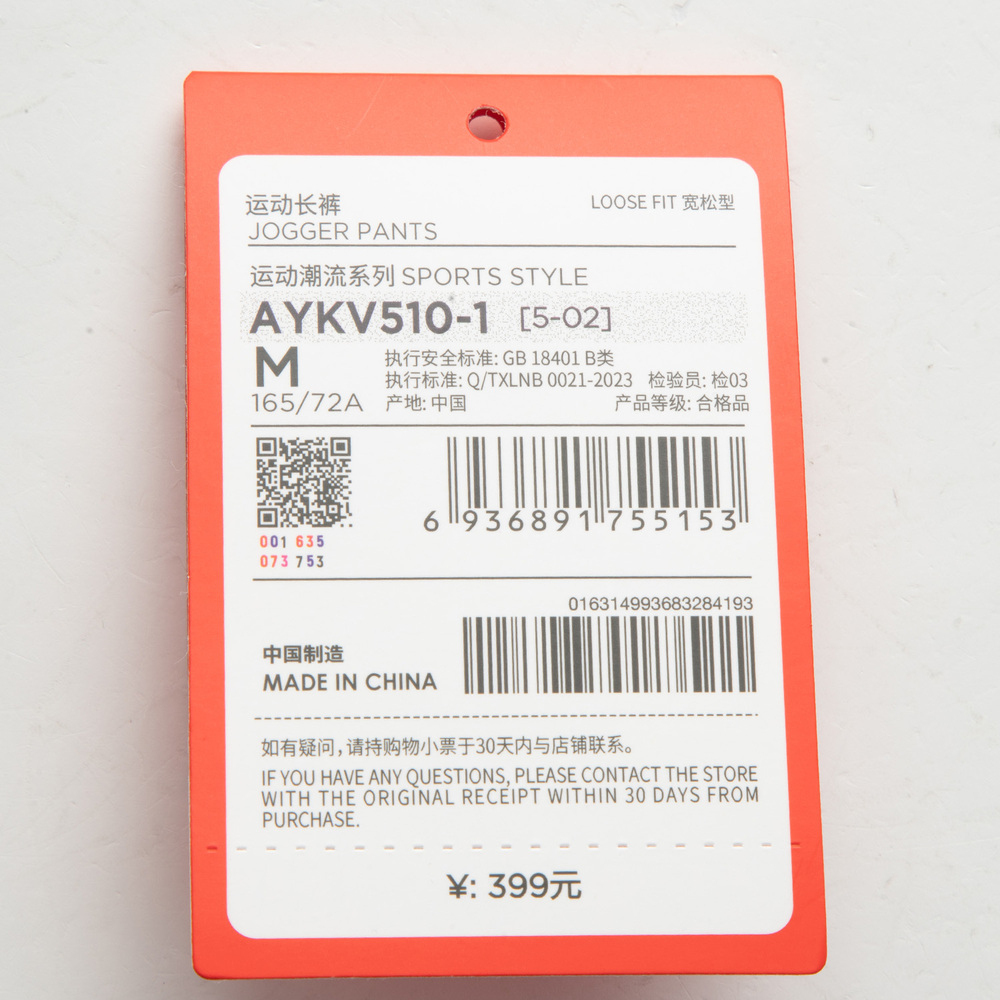 运动长裤
LOOSE FIT 宽松型
JOGGER PANTS
运动潮流系列 SPORTS STYLE
AYKV510-1 [5-02]
M
165/72A
执行安全标准: GB 18401 B类
执行标准: Q/TXLNB 0021-2023 检验员: 检03
产地: 中国 产品等级: 合格品
001 635
073 753
6 936891 755153
016314993683284193
中国制造
MADE IN CHINA
如有疑问,请持购物小票于30天内与店铺联系。
IF YOU HAVE ANY QUESTIONS, PLEASE CONTACT THE STORE
WITH THE ORIGINAL RECEIPT WITHIN 30 DAYS FROM
PURCHASE.
¥: 399元